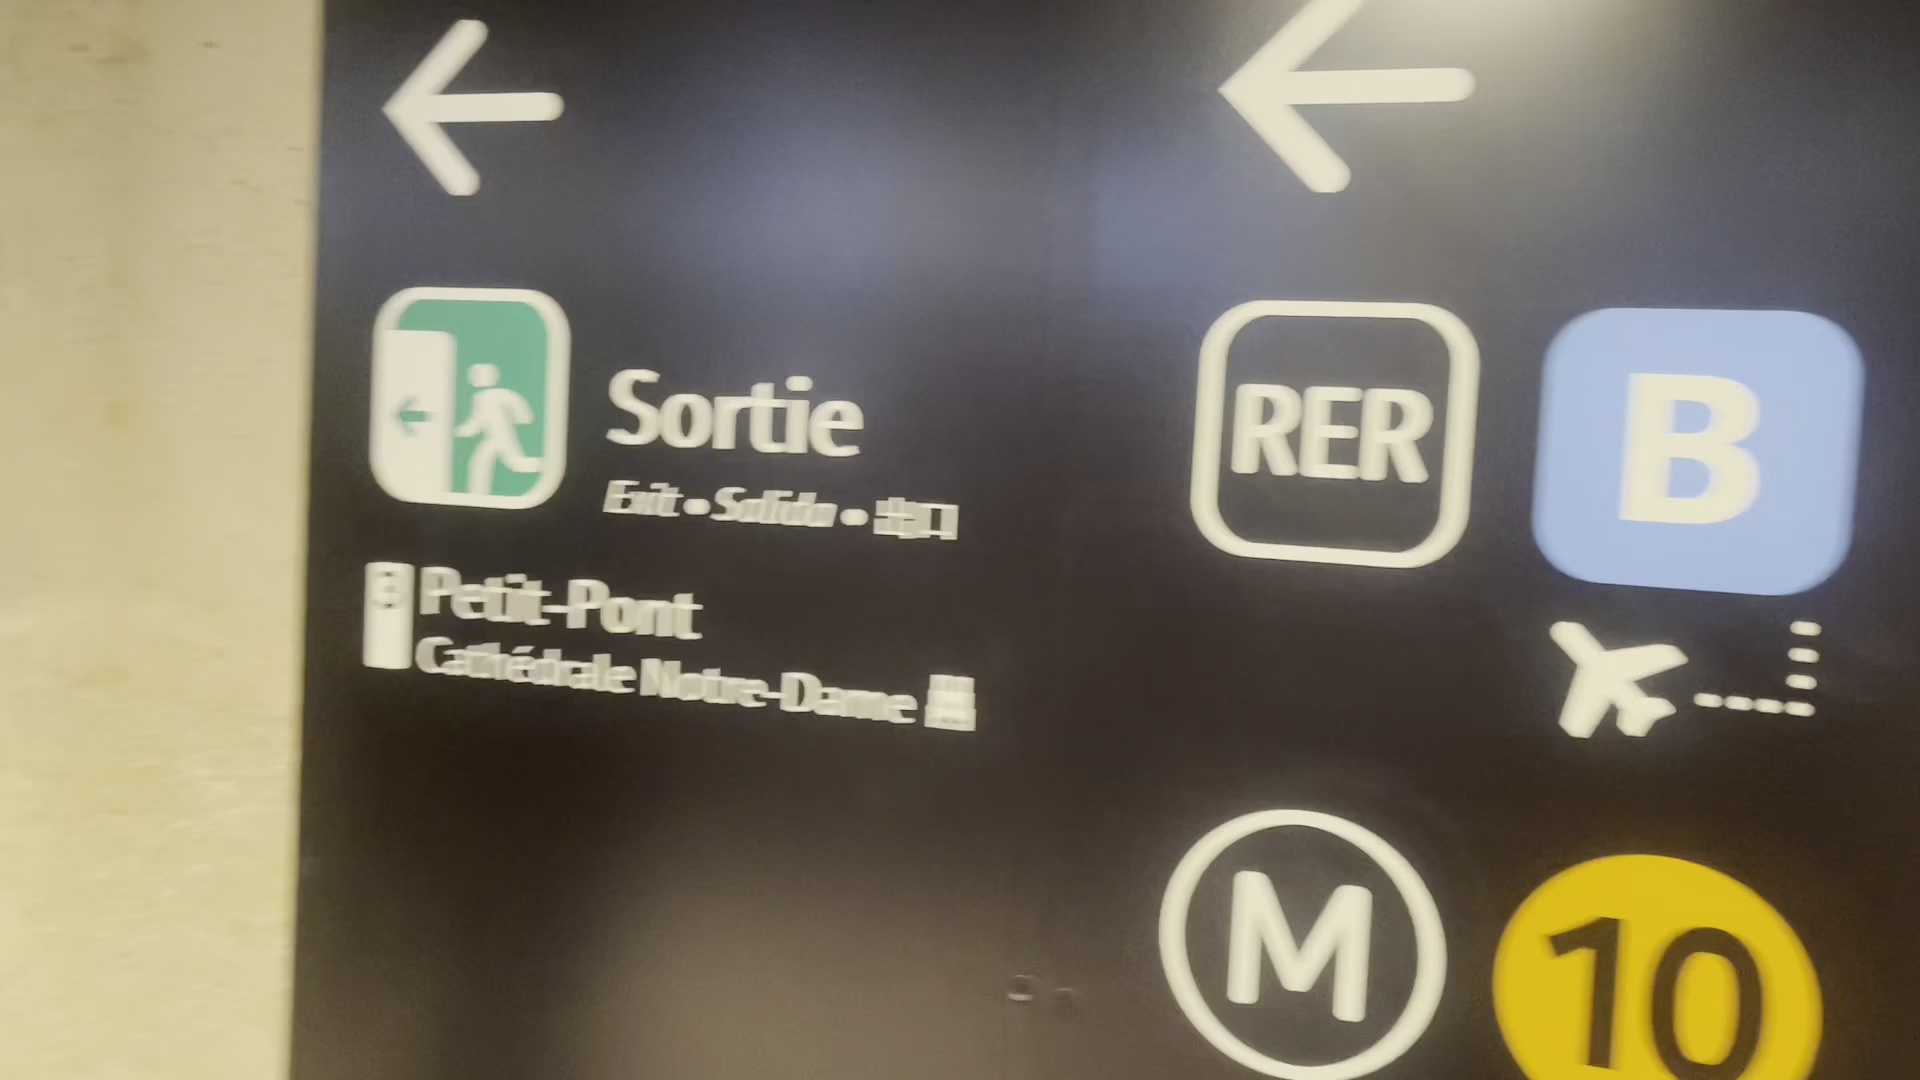 Sortie
Exit • Salida • 出口
Petit-Pont
Cathédrale Notre-Dame
RER B
M 10